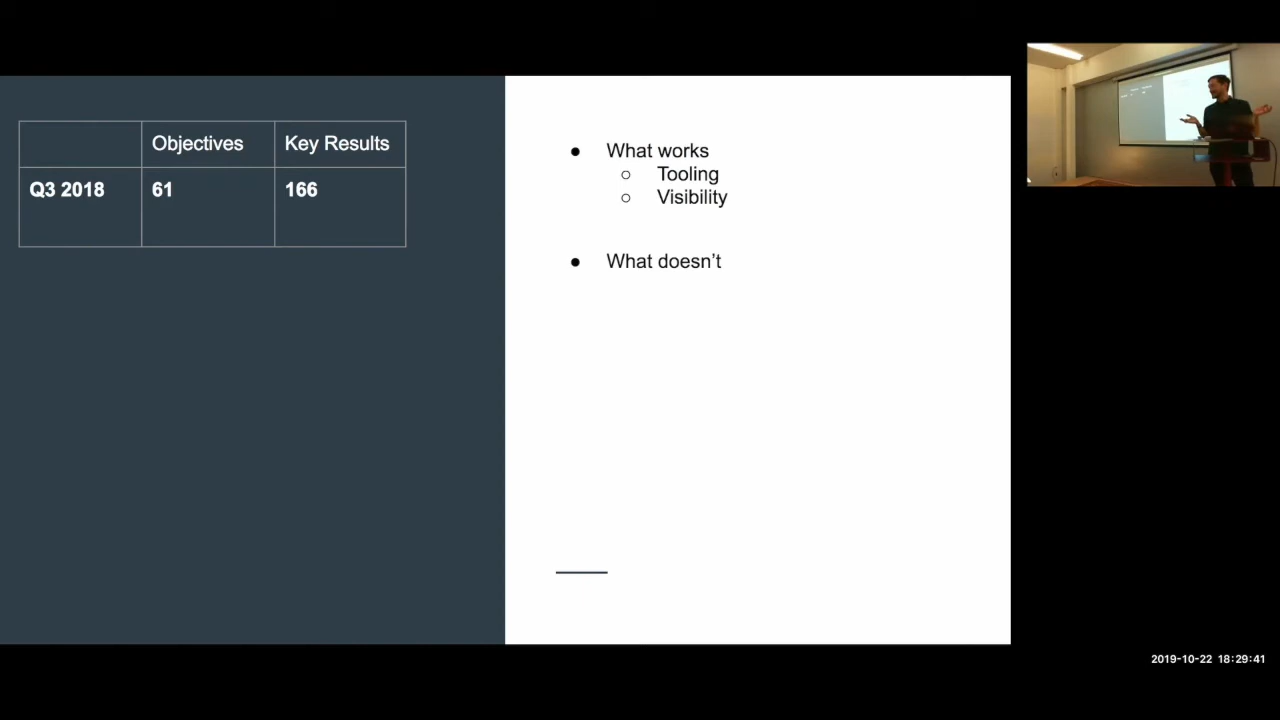 Objectives Key Results
Q3 2018 61 166
● What works
○ Tooling
○ Visibility
● What doesn't
2019-10-22 18:29:41